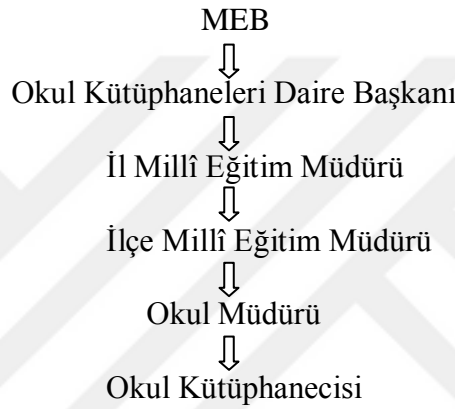 MEB
Okul Kütüphaneleri Daire Başkanı
İl Millî Eğitim Müdürü
İlçe Millî Eğitim Müdürü
Okul Müdürü
Okul Kütüphanecisi